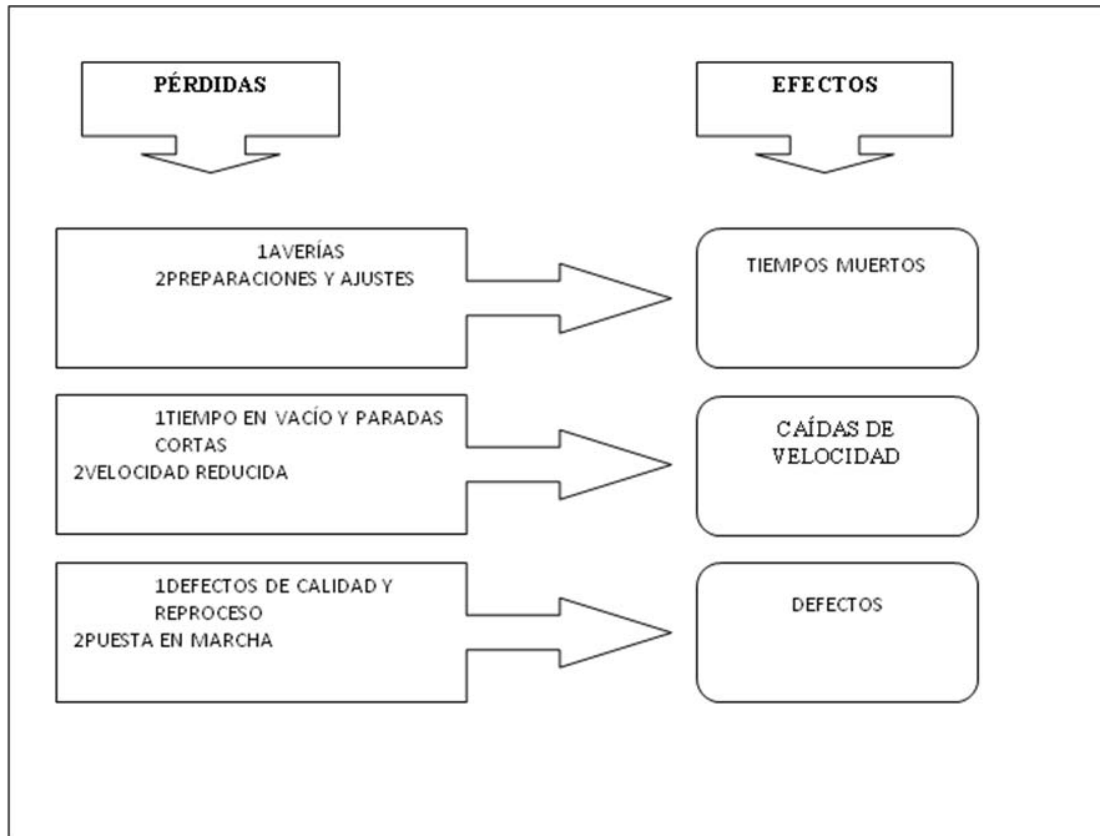 PÉRDIDAS
EFECTOS
1AVERÍAS
2PREPARACIONES Y AJUSTES
TIEMPOS MUERTOS
1TIEMPO EN VACÍO Y PARADAS
CORTAS
2VELOCIDAD REDUCIDA
CAÍDAS DE
VELOCIDAD
1DEFECTOS DE CALIDAD Y
REPROCESO
2PUESTA EN MARCHA
DEFECTOS